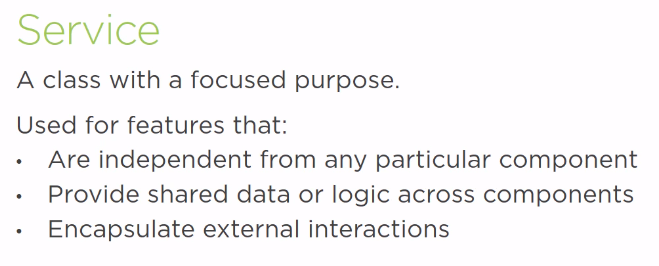 Service
A class with a focused purpose.
Used for features that:
• Are independent from any particular component
• Provide shared data or logic across components
• Encapsulate external interactions